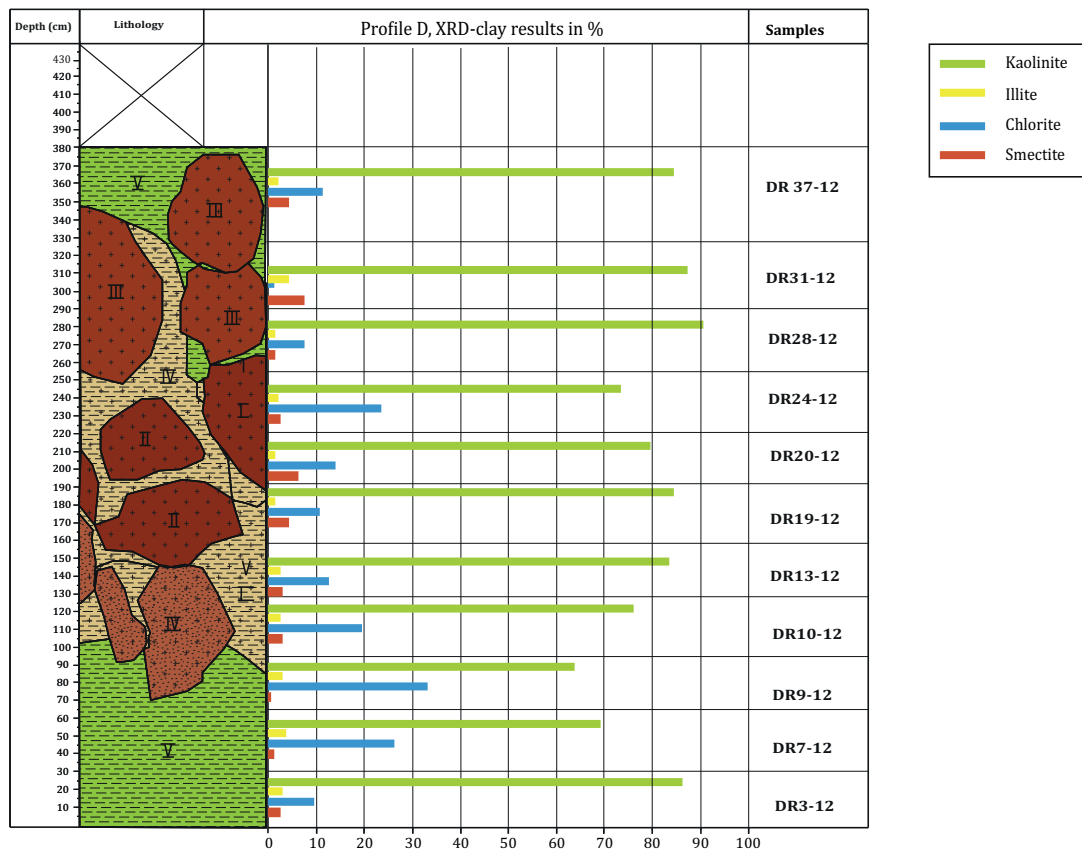 Depth (cm) Lithology Profile D, XRD-clay results in % Samples
430
420
410
400
390
380
370
360
350
340
330
320
310
300
290
280
270
260
250
240
230
220
210
200
190
180
170
160
150
140
130
120
110
100
90
80
70
60
50
40
30
20
10
V
III
III
III
IV
I
II
II
V
IV
V
DR 37-12
DR31-12
DR28-12
DR24-12
DR20-12
DR19-12
DR13-12
DR10-12
DR9-12
DR7-12
DR3-12
0 10 20 30 40 50 60 70 80 90 100
Kaolinite
Illite
Chlorite
Smectite